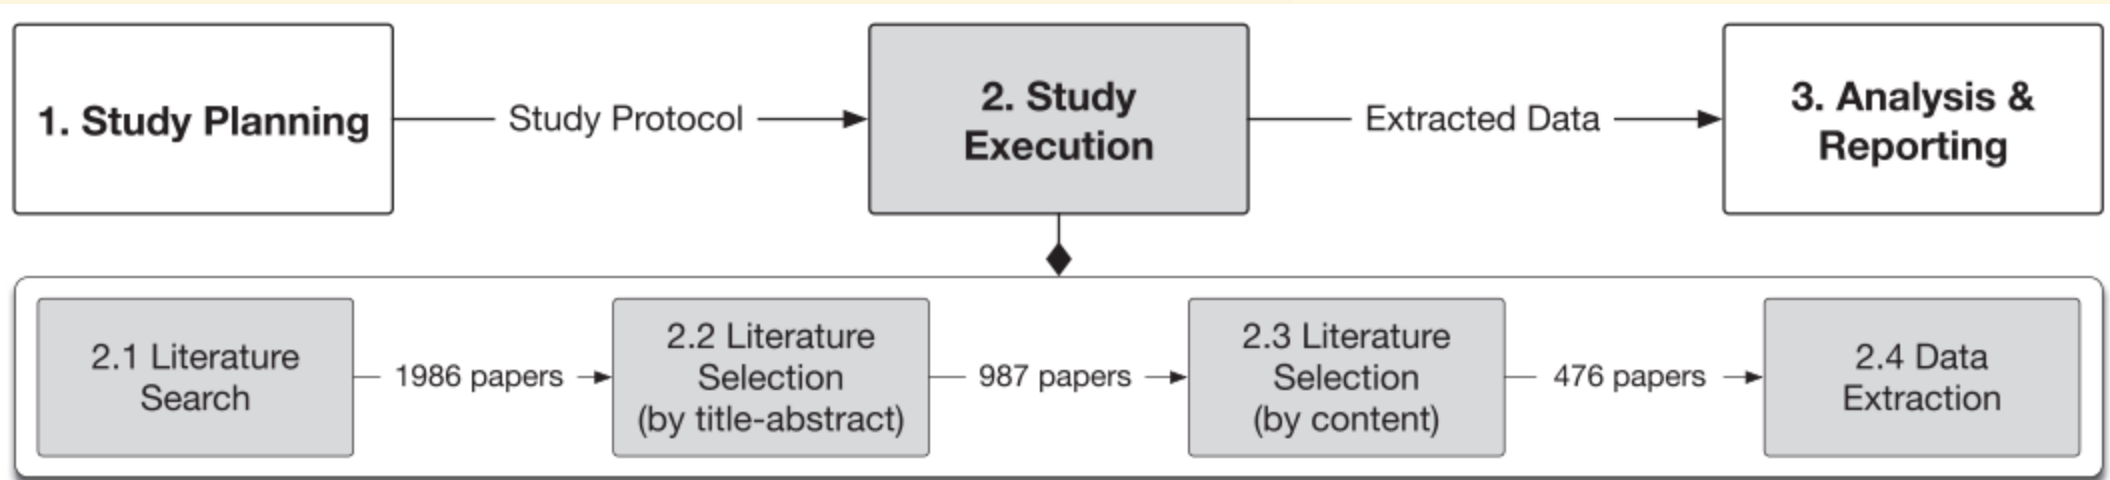 1. Study Planning
Study Protocol
2. Study
Execution
Extracted Data
3. Analysis &
Reporting
2.1 Literature
Search
1986 papers
2.2 Literature
Selection
(by title-abstract)
987 papers
2.3 Literature
Selection
(by content)
476 papers
2.4 Data
Extraction